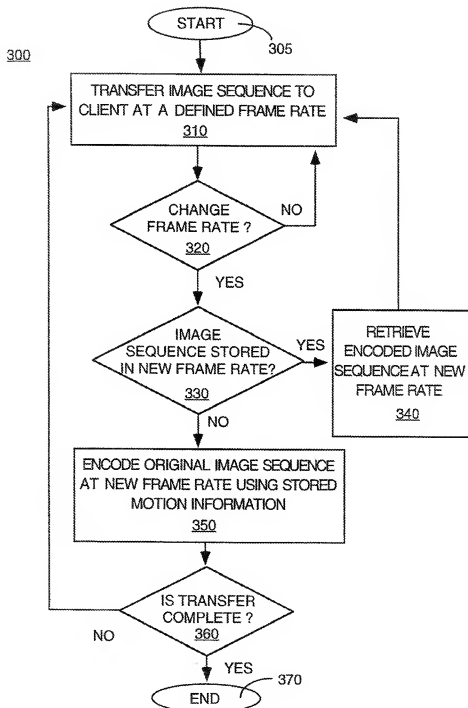 START
305
300
TRANSFER IMAGE SEQUENCE TO
CLIENT AT A DEFINED FRAME RATE
310
CHANGE
FRAME RATE ?
320
NO
YES
IMAGE
SEQUENCE STORED
IN NEW FRAME RATE?
330
YES
RETRIEVE
ENCODED IMAGE
SEQUENCE AT NEW
FRAME RATE
340
NO
ENCODE ORIGINAL IMAGE SEQUENCE
AT NEW FRAME RATE USING STORED
MOTION INFORMATION
350
IS TRANSFER
COMPLETE ?
360
NO
YES
370
END